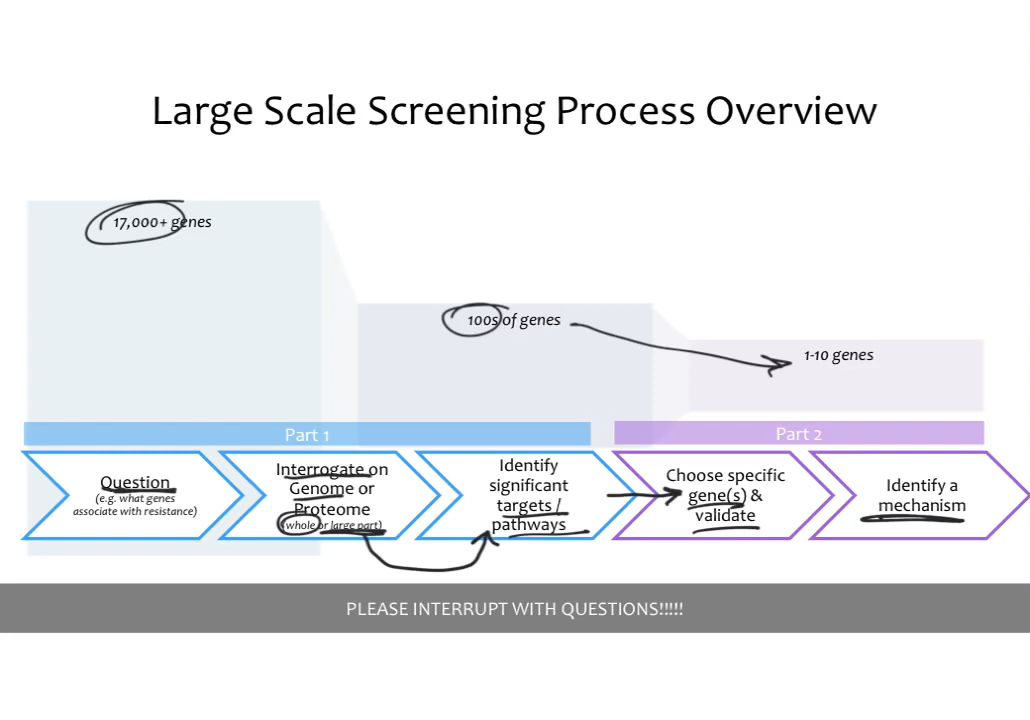 Large Scale Screening Process Overview
17,000+ genes
100s of genes
1-10 genes
Part 1
Part 2
Question
(e.g. what genes
associate with resistance)
Interrogate on
Genome or
Proteome
(whole or large part)
Identify
significant
targets /
pathways
Choose specific
gene(s) &
validate
Identify a
mechanism
PLEASE INTERRUPT WITH QUESTIONS!!!!!